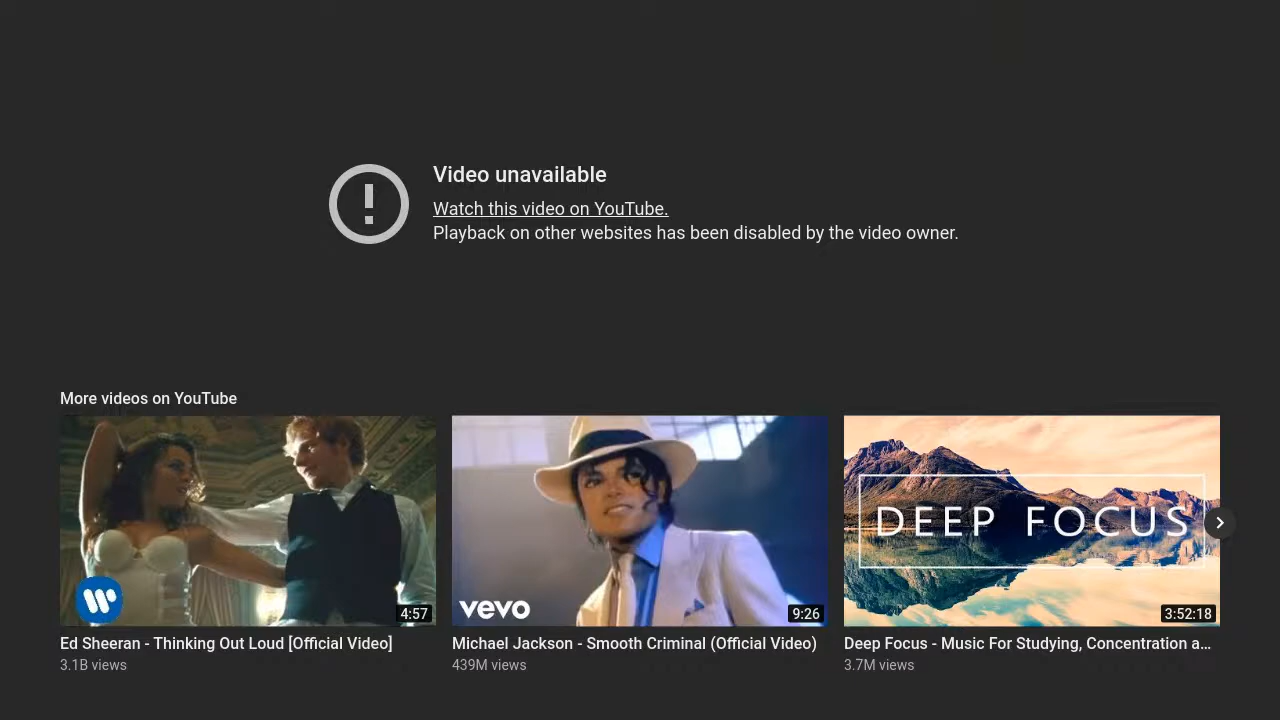 Video unavailable
Watch this video on YouTube.
Playback on other websites has been disabled by the video owner.
More videos on YouTube
4:57
vevo
9:26
DEEP FOCUS
3:52:18
Ed Sheeran - Thinking Out Loud [Official Video]
3.1B views
Michael Jackson - Smooth Criminal (Official Video)
439M views
Deep Focus - Music For Studying, Concentration a...
3.7M views